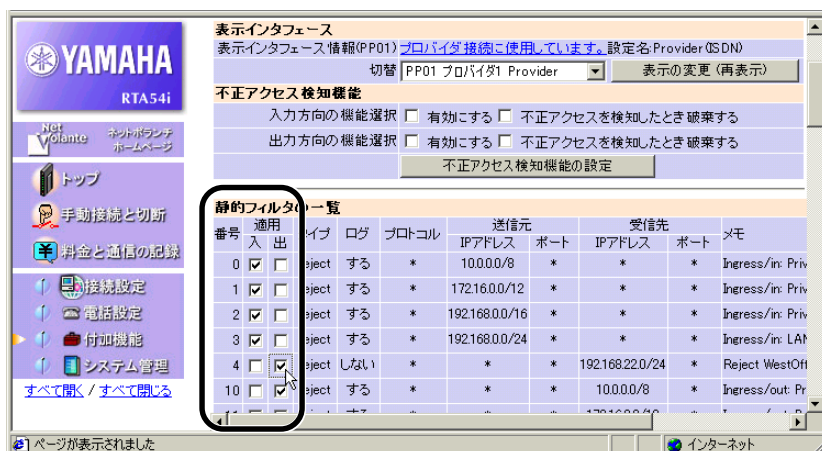 YAMAHA
RTA54i
Net Volante ネットボランチ ホームページ
トップ
手動接続と切断
料金と通信の記録
接続設定
電話設定
付加機能
システム管理
すべて開く / すべて閉じる
表示インタフェース
表示インタフェース情報(PP01) プロバイダ接続に使用しています。設定名:Provider(ISDN)
切替 PP01 プロバイダ1 Provider 表示の変更(再表示)
不正アクセス検知機能
入力方向の機能選択 有効にする 不正アクセスを検知したとき破棄する
出力方向の機能選択 有効にする 不正アクセスを検知したとき破棄する
不正アクセス検知機能の設定
静的フィルタの一覧
番号 適用 イプ ログ プロトコル 送信元 受信先 メモ
入 出 IPアドレス ポート IPアドレス ポート
0 eject する * 10.0.0.0/8 * * * Ingress/in: Priv
1 eject する * 172.16.0.0/12 * * * Ingress/in: Priv
2 eject する * 192.168.0.0/16 * * * Ingress/in: Priv
3 eject する * 192.168.0.0/24 * * * Ingress/in: LAN
4 eject しない * * * 192.168.22.0/24 * Reject WestOff
10 eject する * * * 10.0.0.0/8 * Ingress/out: Pr
ページが表示されました インターネット